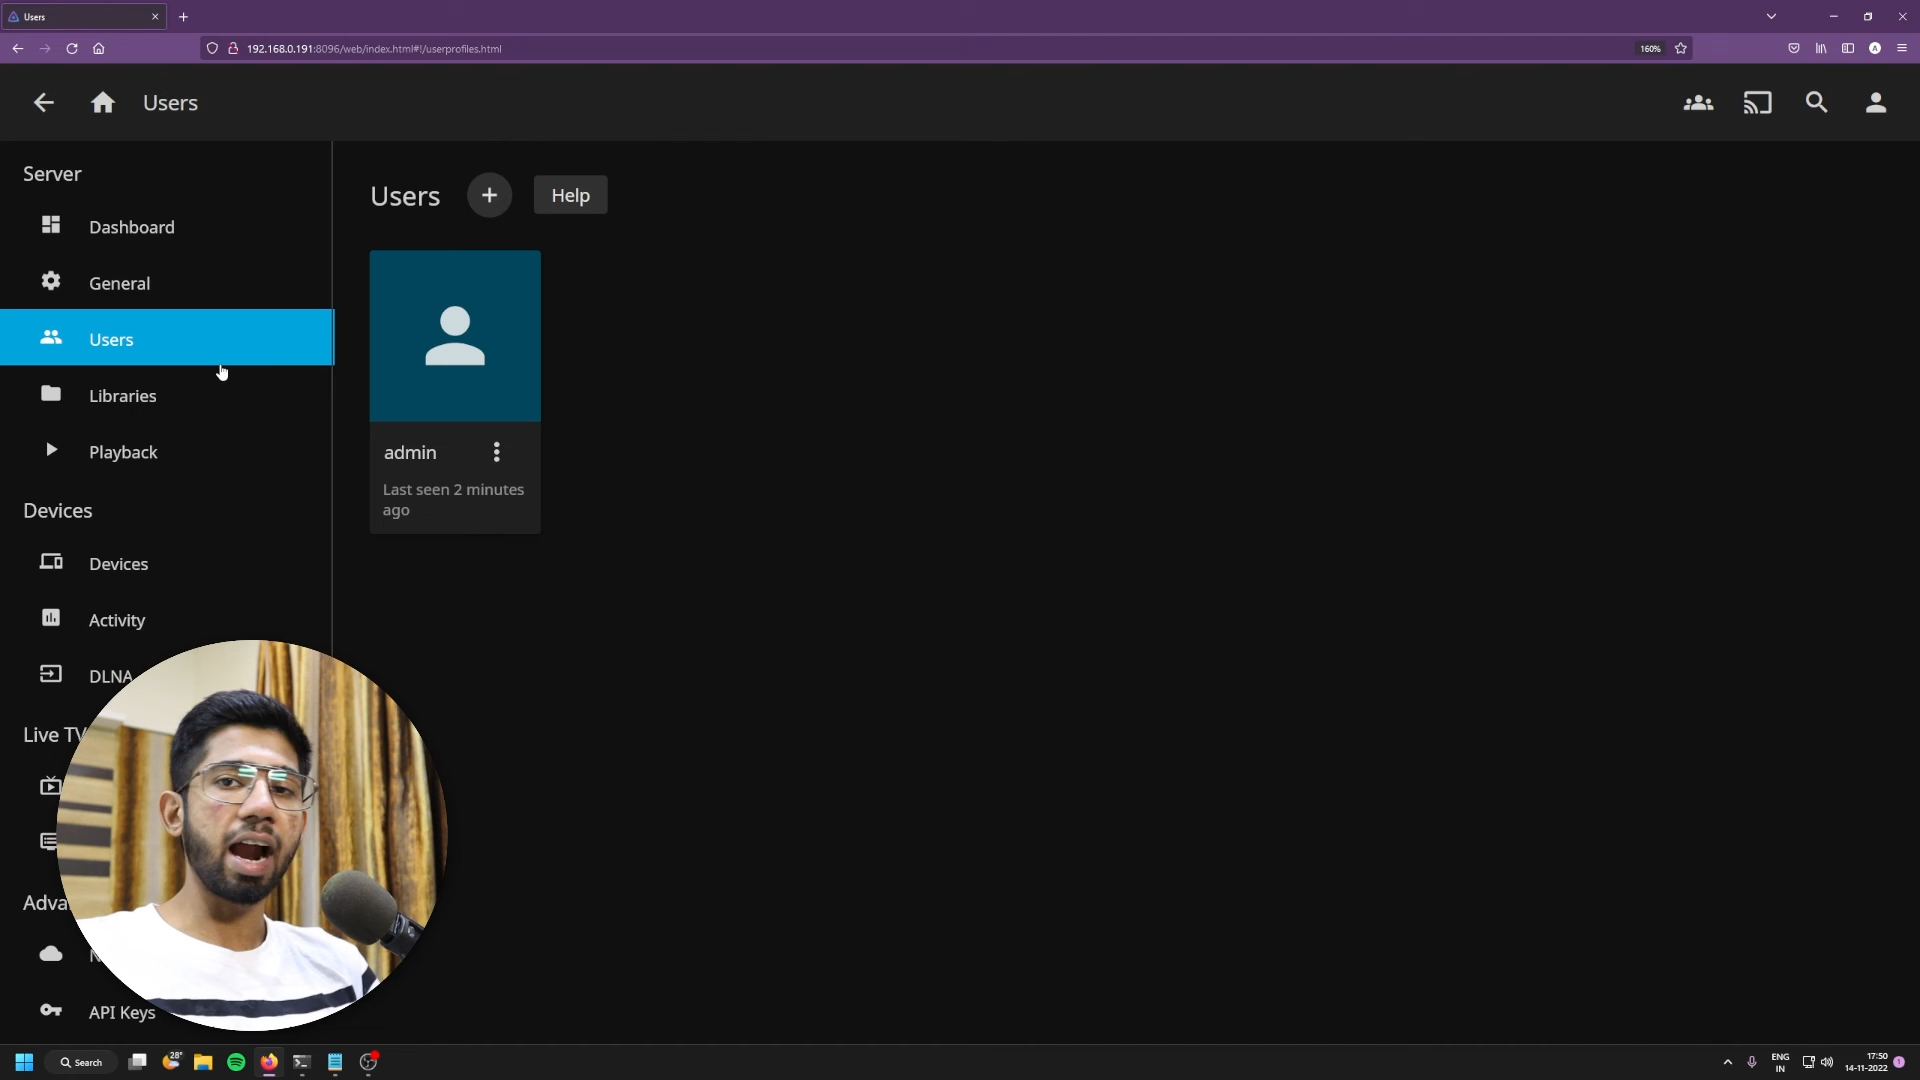 Users
192.168.0.191:8096/web/index.html#!/userprofiles.html
160%
A
Users
Server
Dashboard
General
Users
Libraries
Playback
Devices
Devices
Activity
DLNA
Live TV
Adva
N
API Keys
Users
+
Help
admin
Last seen 2 minutes
ago
Search
28°
ENG
IN
17:50
14-11-2022
1